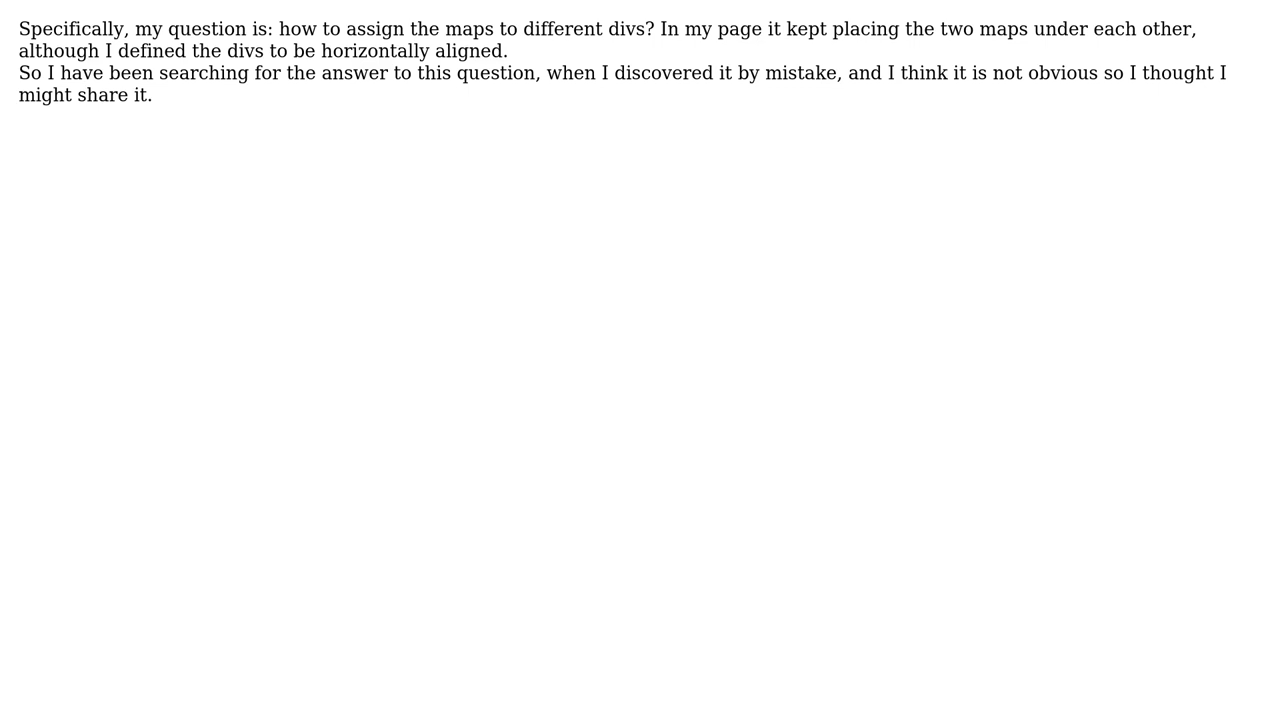 Specifically, my question is: how to assign the maps to different divs? In my page it kept placing the two maps under each other,
although I defined the divs to be horizontally aligned.
So I have been searching for the answer to this question, when I discovered it by mistake, and I think it is not obvious so I thought I
might share it.